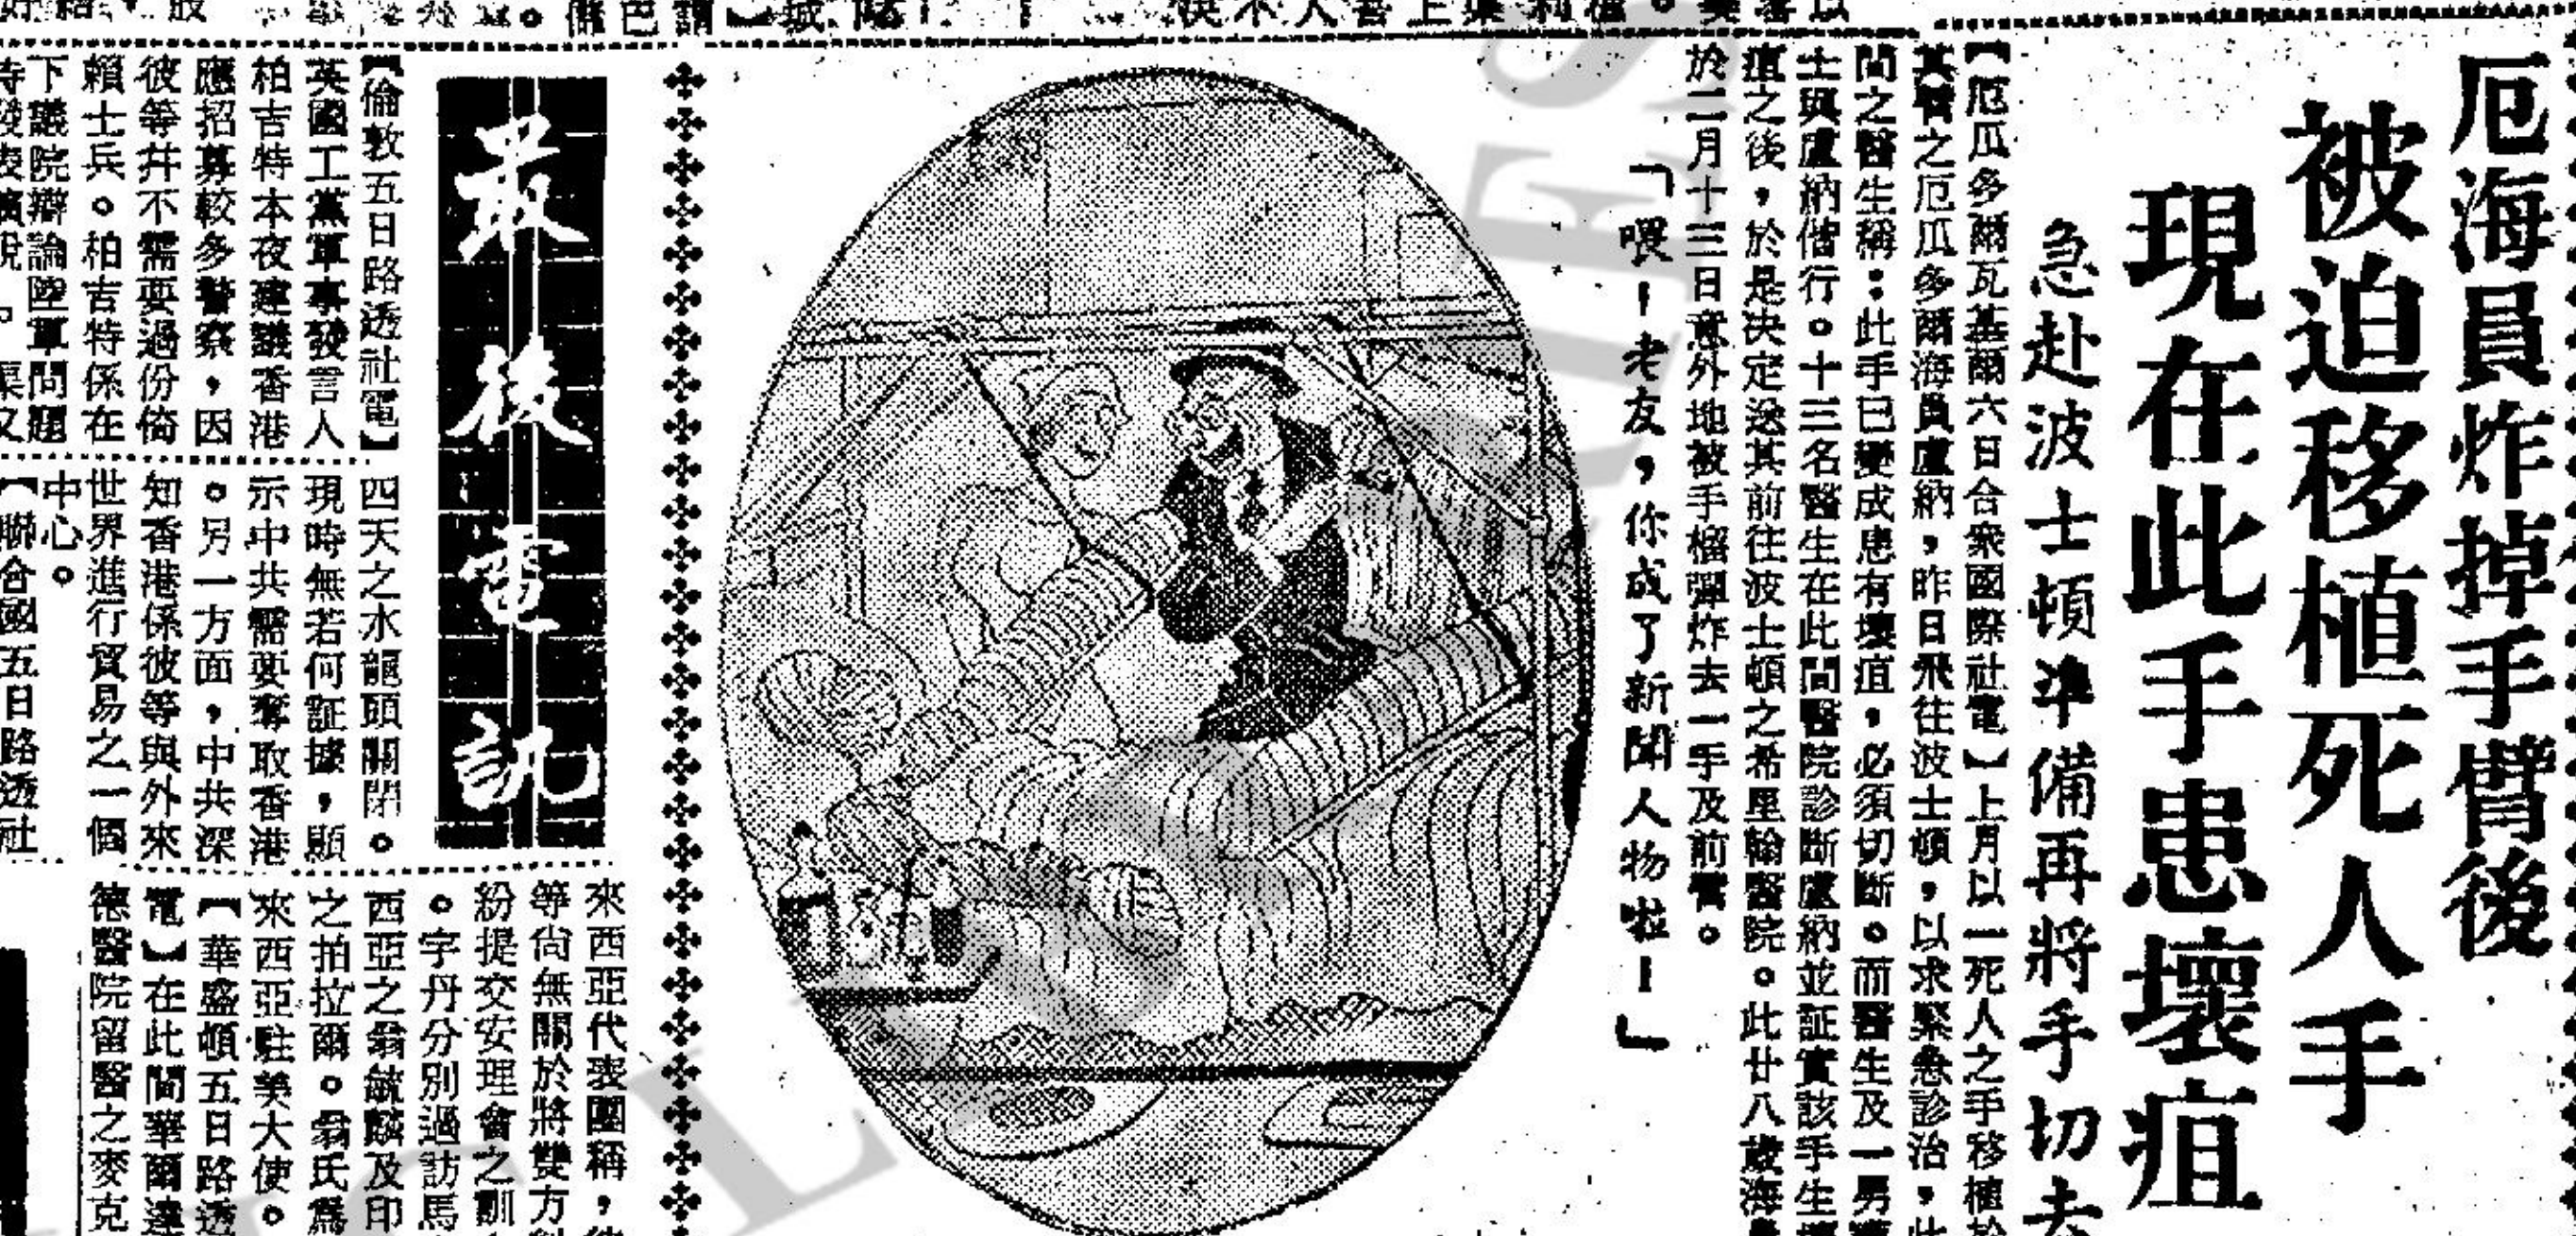 厄海員炸掉手臂後
被迫移植死人手
現在此手患壞疽
急赴波士頓準備再將手切去
【厄瓜多爾瓦基爾六日合衆國際社電】上月以一死人之手移植於
其臂之厄瓜多爾海員盧納，昨日飛往波士頓，以求緊急診治，此
間之醫生稱：此手已變成患有壞疽，必須切斷。而醫生及一男護
士與盧納偕行。十三名醫生在此間醫院診斷盧納並証實該手生壞
疽之後，於是決定送其前往波士頓之希里翰醫院。此廿八歲海員
於二月十三日意外地被手榴彈炸去一手及前臂。
「喂！老友，你成了新聞人物啦！」
最後電訊
【倫敦五日路透社電】
英國工黨軍事發言人
柏吉特本夜建議香港
應招募較多警察，因
彼等并不需要過份倚
賴士兵。柏吉特係在
下議院辯論陸軍問題
時發表演說。渠又
四天之水龍頭關閉。
現時無若何証據，顯
示中共需要奪取香港
。另一方面，中共深
知香港係彼等與外來
世界進行貿易之一個
中心。
【聯合國五日路透社
來西亞代表團稱，彼
等尚無關於將雙方糾
紛提交安理會之訓
。宇丹分別過訪馬
西亞之翁毓麟及印
之拍拉爾。翁氏爲
來西亞駐美大使。
【華盛頓五日路透
電】在此間華爾達
德醫院留醫之麥克